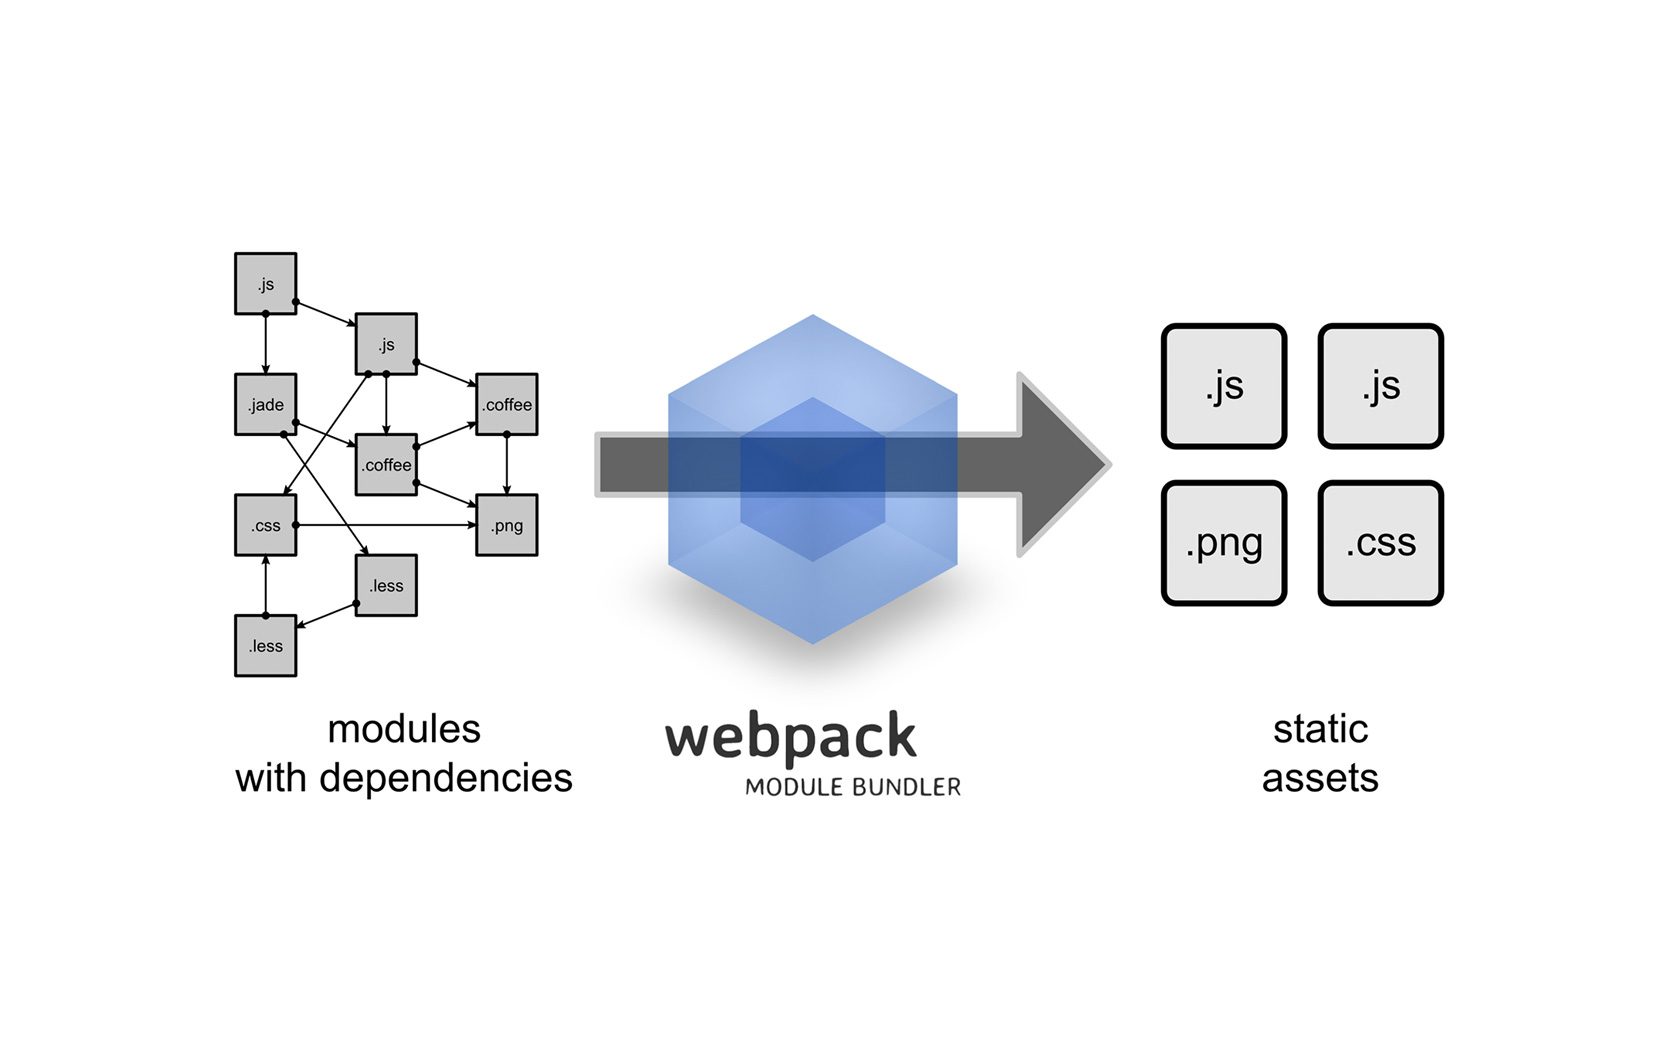 .js
.js
.jade
.coffee
.coffee
.css
.png
.less
.less
modules
with dependencies
webpack
MODULE BUNDLER
.js
.js
.png
.css
static
assets